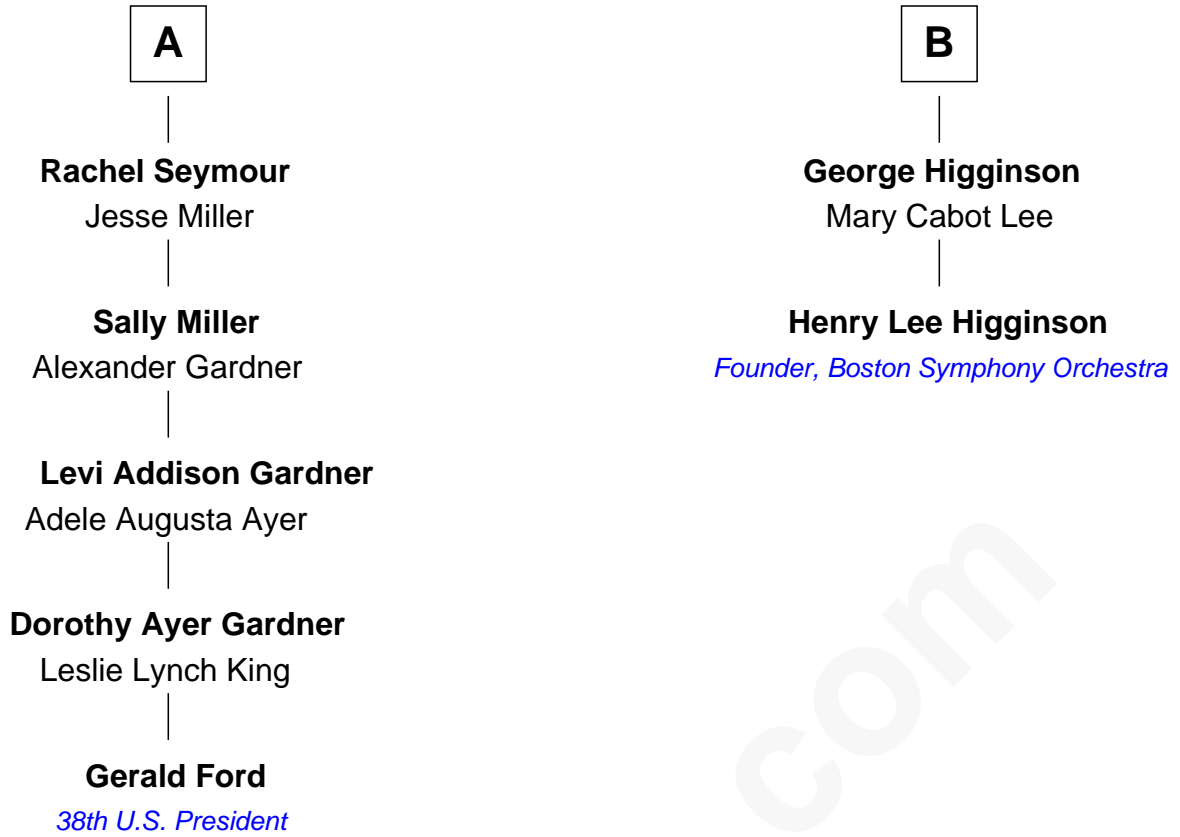 A
Rachel Seymour
Jesse Miller
Sally Miller
Alexander Gardner
Levi Addison Gardner
Adele Augusta Ayer
Dorothy Ayer Gardner
Leslie Lynch King
Gerald Ford
38th U.S. President
B
George Higginson
Mary Cabot Lee
Henry Lee Higginson
Founder, Boston Symphony Orchestra
com